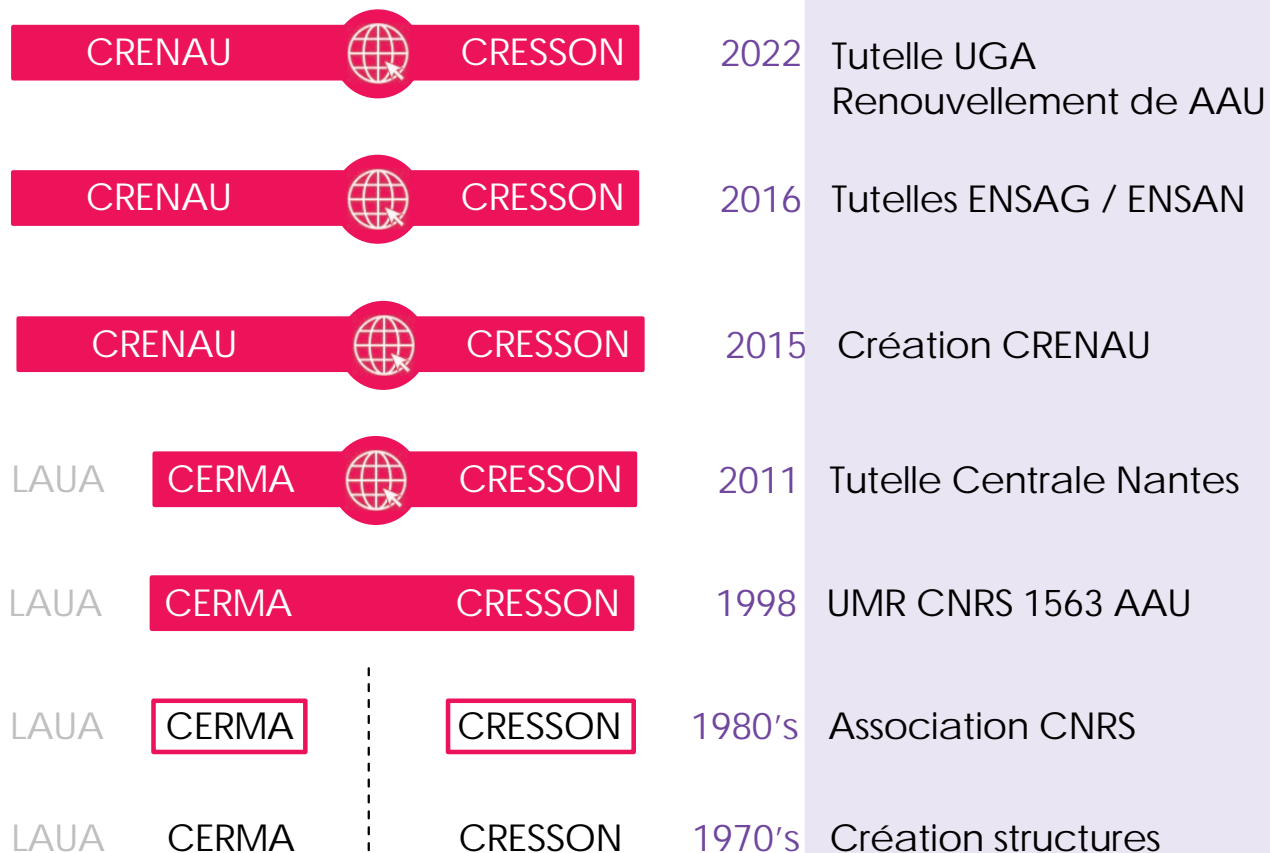 CRENAU CRESSON 2022 Tutelle UGA
Renouvellement de AAU
CRENAU CRESSON 2016 Tutelles ENSAG / ENSAN
CRENAU CRESSON 2015 Création CRENAU
LAUA CERMA CRESSON 2011 Tutelle Centrale Nantes
LAUA CERMA CRESSON 1998 UMR CNRS 1563 AAU
LAUA CERMA CRESSON 1980's Association CNRS
LAUA CERMA CRESSON 1970's Création structures